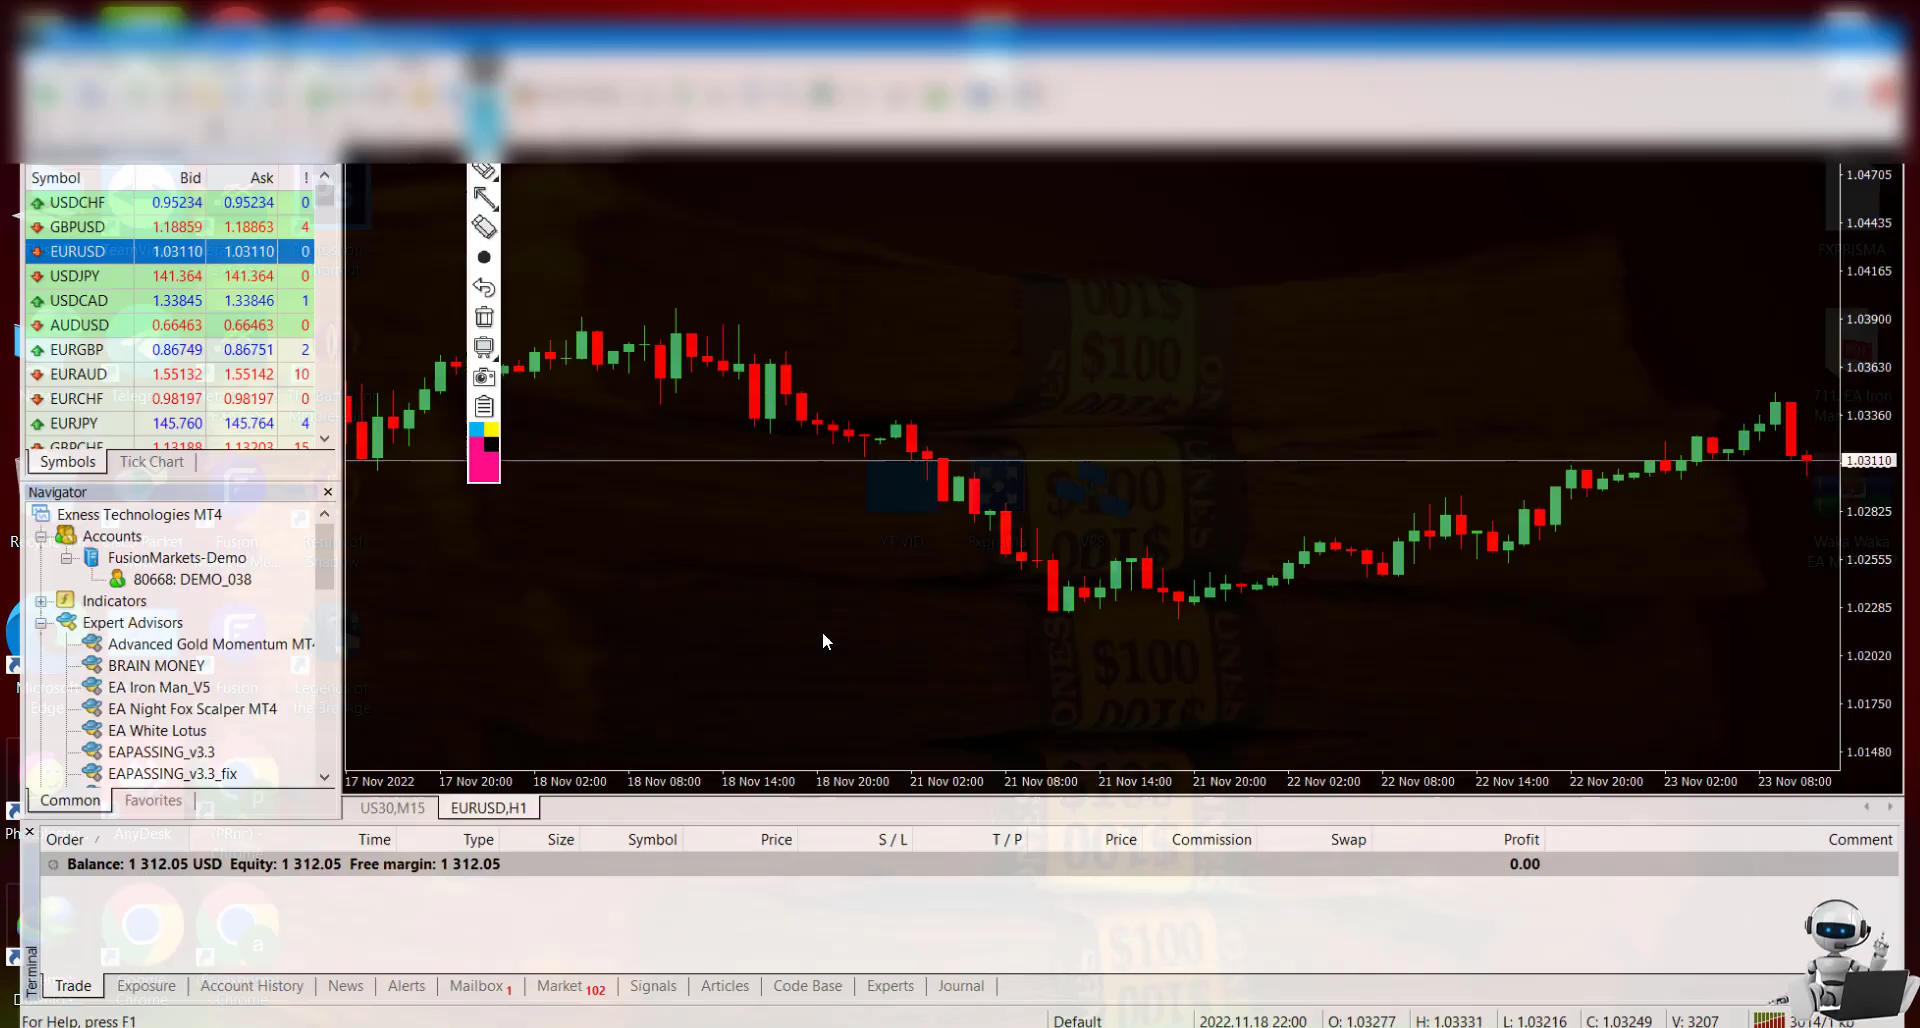 Symbol Bid Ask !
USDCHF 0.95234 0.95234 0
GBPUSD 1.18859 1.18863 4
EURUSD 1.03110 1.03110 0
USDJPY 141.364 141.364 0
USDCAD 1.33845 1.33846 1
AUDUSD 0.66463 0.66463 0
EURGBP 0.86749 0.86751 2
EURAUD 1.55132 1.55142 10
EURCHF 0.98197 0.98197 0
EURJPY 145.760 145.764 4
GBPCHF 1.13188 1.13203 15
Symbols Tick Chart
Navigator
Exness Technologies MT4
Accounts
FusionMarkets-Demo
80668: DEMO_038
Indicators
Expert Advisors
Advanced Gold Momentum MT4
BRAIN MONEY
EA Iron Man_V5
EA Night Fox Scalper MT4
EA White Lotus
EAPASSING_v3.3
EAPASSING_v3.3_fix
Common Favorites
1.04705
1.04435
1.04165
1.03900
1.03630
1.03360
1.03110
1.02825
1.02555
1.02285
1.02020
1.01750
1.01480
$100
$100
$100
$100
17 Nov 2022 17 Nov 20:00 18 Nov 02:00 18 Nov 08:00 18 Nov 14:00 18 Nov 20:00 21 Nov 02:00 21 Nov 08:00 21 Nov 14:00 21 Nov 20:00 22 Nov 02:00 22 Nov 08:00 22 Nov 14:00 22 Nov 20:00 23 Nov 02:00 23 Nov 08:00
US30,M15 EURUSD,H1
Order / Time Type Size Symbol Price S / L T / P Price Commission Swap Profit Comment
Balance: 1 312.05 USD Equity: 1 312.05 Free margin: 1 312.05 0.00
Terminal
Trade Exposure Account History News Alerts Mailbox 1 Market 102 Signals Articles Code Base Experts Journal
For Help, press F1 Default 2022.11.18 22:00 O: 1.03277 H: 1.03331 L: 1.03216 C: 1.03249 V: 3207